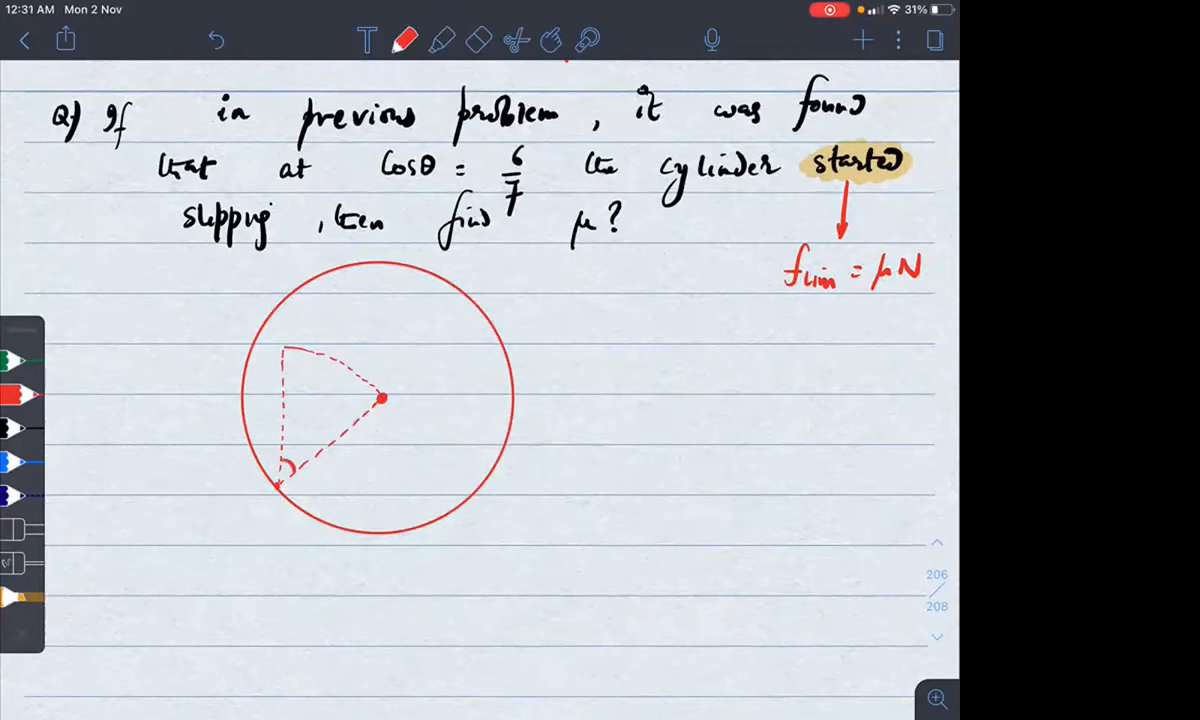 12:31 AM Mon 2 Nov 31%
T
Q) If in previous problem, it was found
that at Cosθ = 6/7 the cylinder started
slipping, then find μ?
flim = μN
206
208